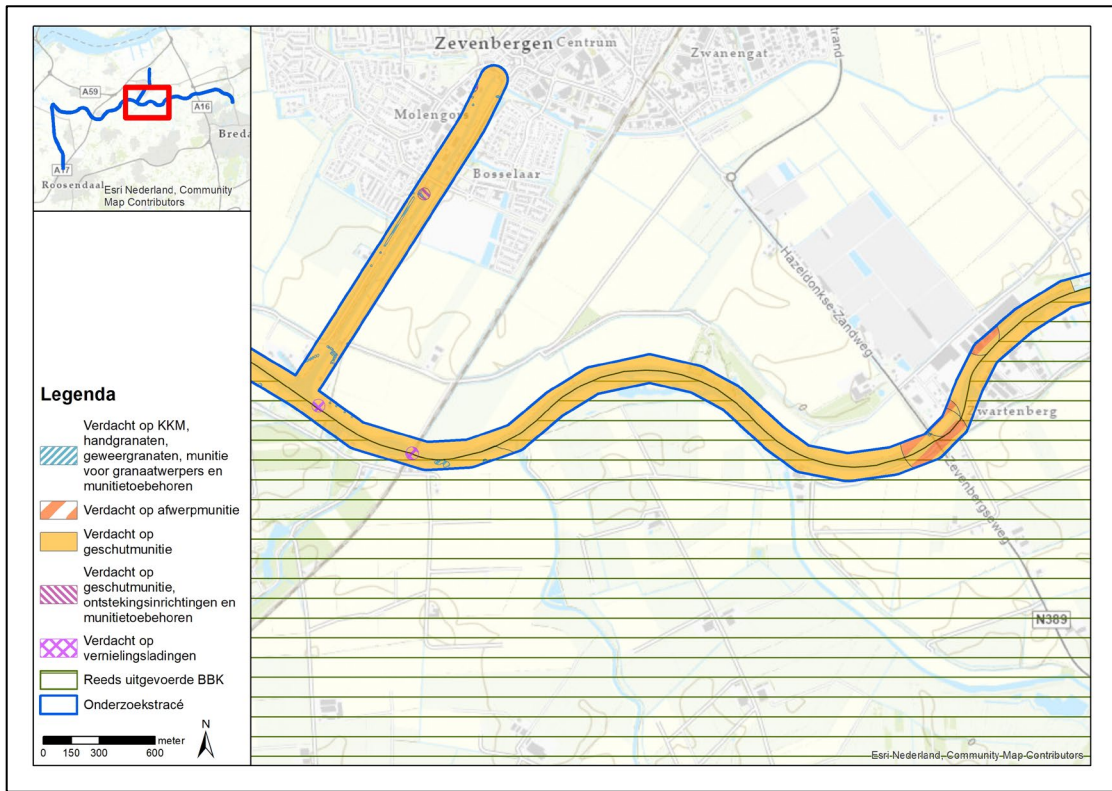 A59
A16
Breda
A17
Roosendaal
Esri Nederland, Community
Map Contributors
Zevenbergen
Centrum
Zwanengat
strand
Molengors
Bosselaar
Hazeldonkse-Zandweg
Zwartenberg
Zevenbergseweg
N389
Legenda
Verdacht op KKM,
handgranaten,
geweergranaten, munitie
voor granaatwerpers en
munitietoebehoren
Verdacht op afwerpmunitie
Verdacht op
geschutmunitie
Verdacht op
geschutmunitie,
ontstekingsinrichtingen en
munitietoebehoren
Verdacht op
vernielingsladingen
Reeds uitgevoerde BBK
Onderzoekstracé
N
meter
0 150 300 600
Esri Nederland, Community Map Contributors